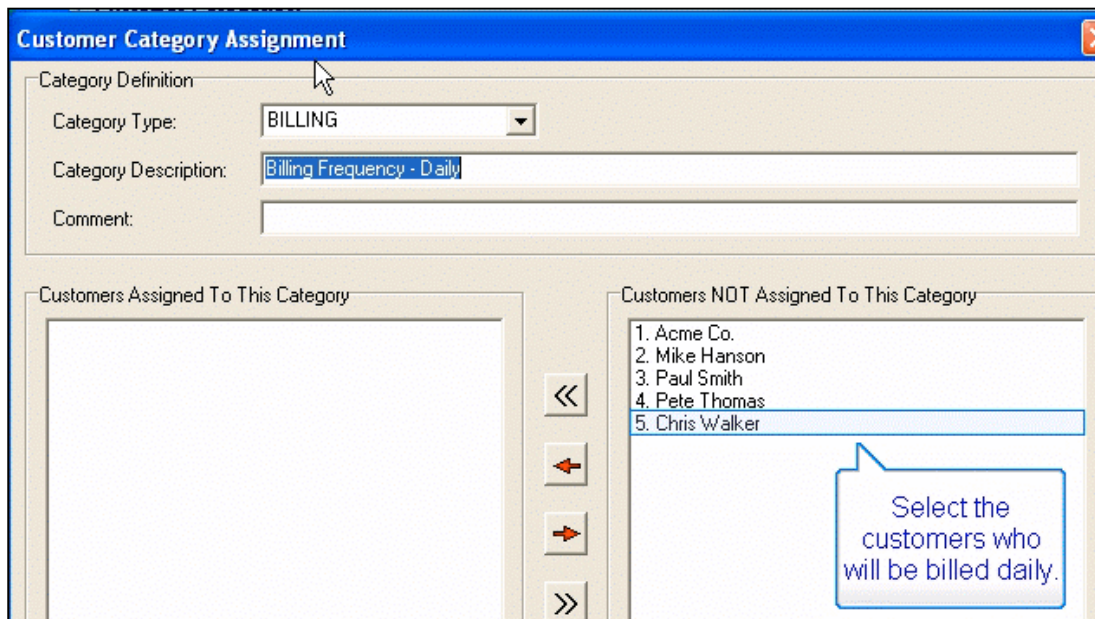 Customer Category Assignment
Category Definition
Category Type:
BILLING
Category Description:
Billing Frequency - Daily
Comment:
Customers Assigned To This Category
Customers NOT Assigned To This Category
1. Acme Co.
2. Mike Hanson
3. Paul Smith
4. Pete Thomas
5. Chris Walker
Select the
customers who
will be billed daily.